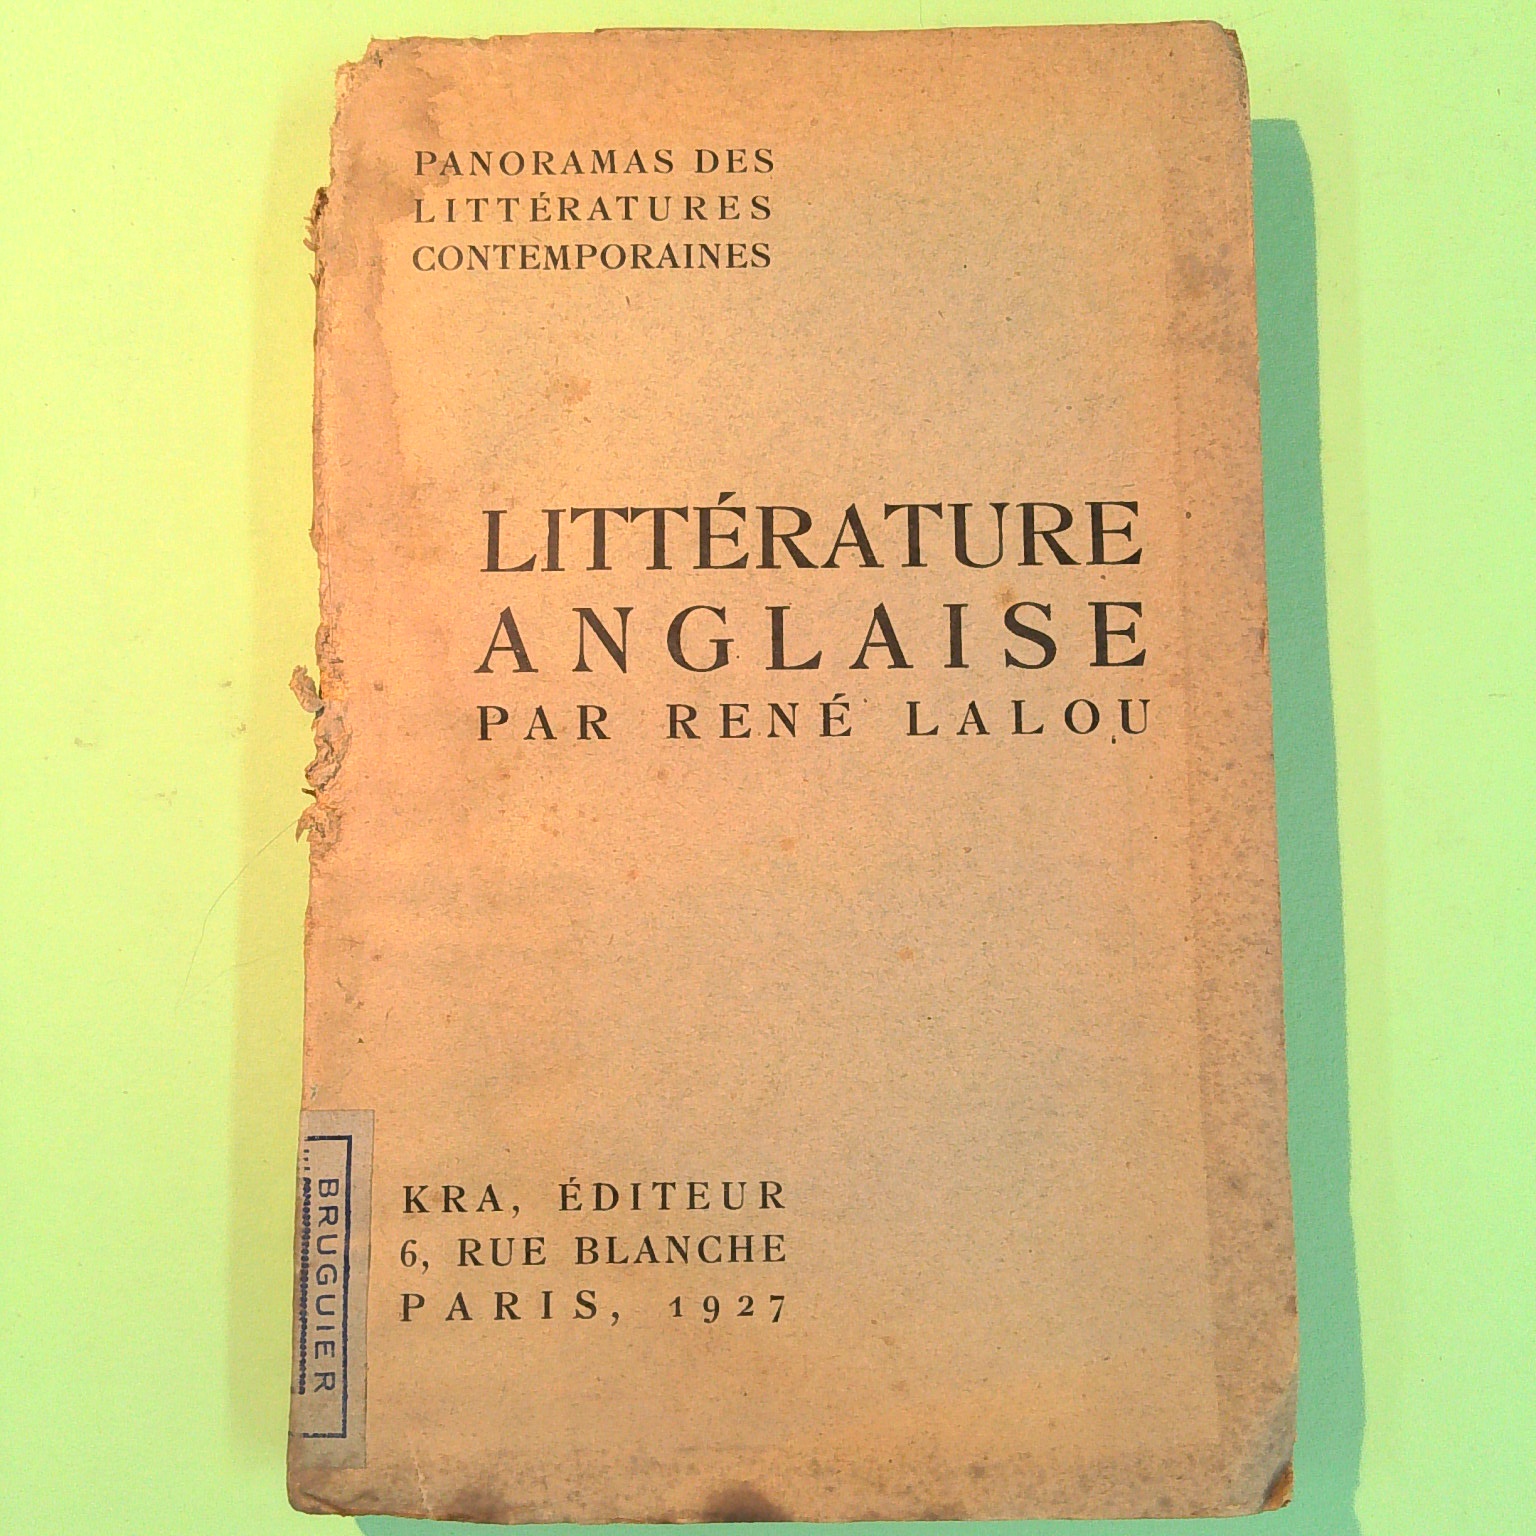 PANORAMAS DES
LITTÉRATURES
CONTEMPORAINES
LITTÉRATURE
ANGLAISE
PAR RENÉ LALOU
KRA, ÉDITEUR
6, RUE BLANCHE
PARIS, 1927
BRUGUIER